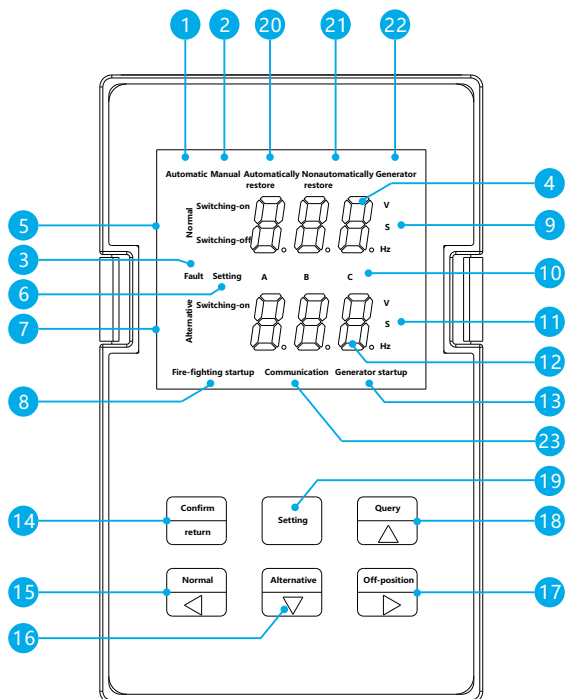 1 2 20 21 22
Automatic Manual Automatically Nonautomatically Generator
restore restore
4
Normal
Switching-on
V
5
S
9
Switching-off
Hz
3
Fault Setting A B C
10
6
Alternative
Switching-on
V
7
S
11
Hz
12
Fire-fighting startup Communication Generator startup
8
13
23
19
Confirm
return
14
Setting
Query
18
Normal
15
Alternative
16
Off-position
17